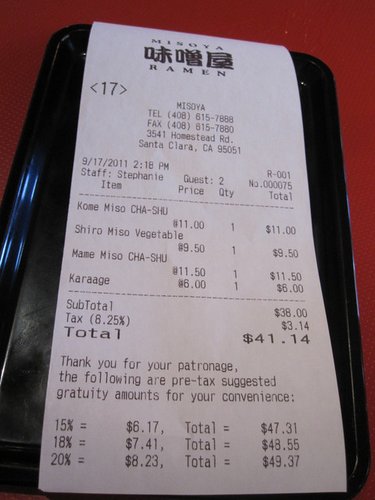 MISOYA
味噌屋
RAMEN
<17>
MISOYA
TEL (408) 615-7888
FAX (408) 615-7880
3541 Homestead Rd.
Santa Clara, CA 95051
9/17/2011 2:18 PM R-001
Staff: Stephanie Guest: 2 No.000075
Item Price Qty Total
Kome Miso CHA-SHU
@11.00 1 $11.00
Shiro Miso Vegetable
@9.50 1 $9.50
Mame Miso CHA-SHU
@11.50 1 $11.50
Karaage @6.00 1 $6.00
SubTotal $38.00
Tax (8.25%) $3.14
Total $41.14
Thank you for your patronage,
the following are pre-tax suggested
gratuity amounts for your convenience:
15% = $6.17, Total = $47.31
18% = $7.41, Total = $48.55
20% = $8.23, Total = $49.37